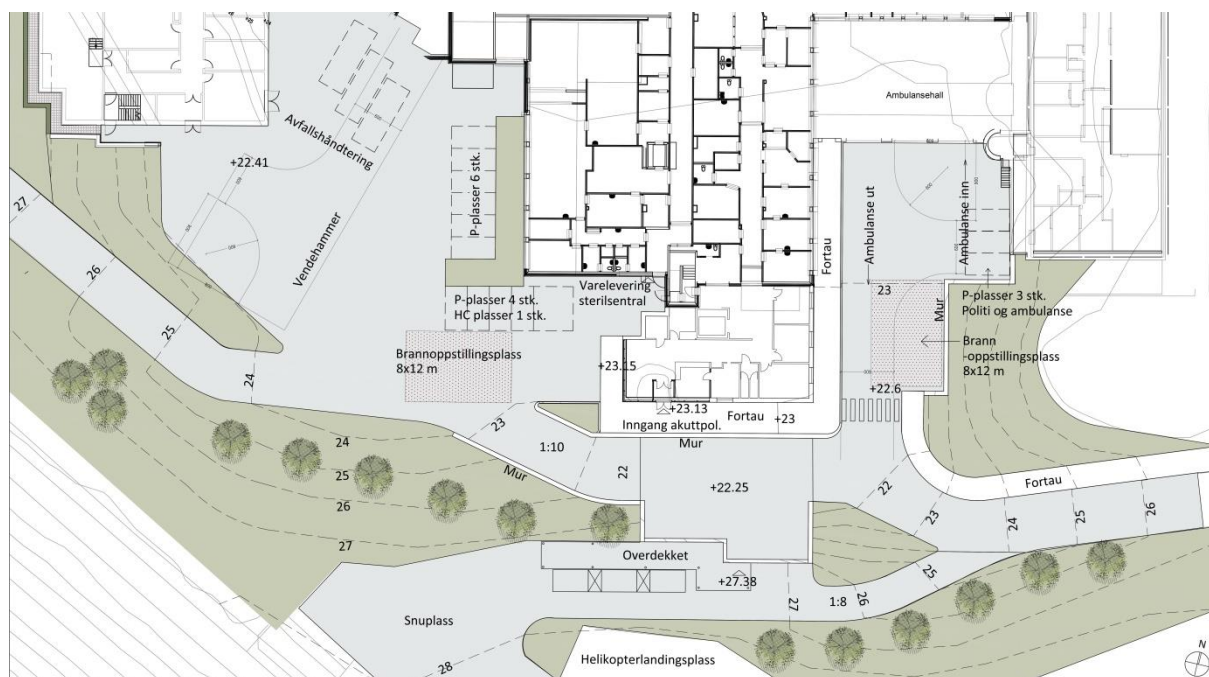 Ambulansehall
Avfallshåndtering
+22.41
P-plasser 6 stk.
Vendehammer
27
26
25
24
Fortau
Ambulanse ut
Ambulanse inn
23
Mur
P-plasser 3 stk.
Politi og ambulanse
Varelevering
sterilsentral
P-plasser 4 stk.
HC plasser 1 stk.
Brannoppstillingsplass
8x12 m
Brann
-oppstillingsplass
8x12 m
+23.15
+22.6
+23.13
Fortau
+23
Inngang akuttpol.
Mur
23
1:10
22
Mur
24
25
26
27
+22.25
22
23
24
25
26
Fortau
Overdekket
+27.38
25
27
1:8
26
Snuplass
28
Helikopterlandingsplass
N